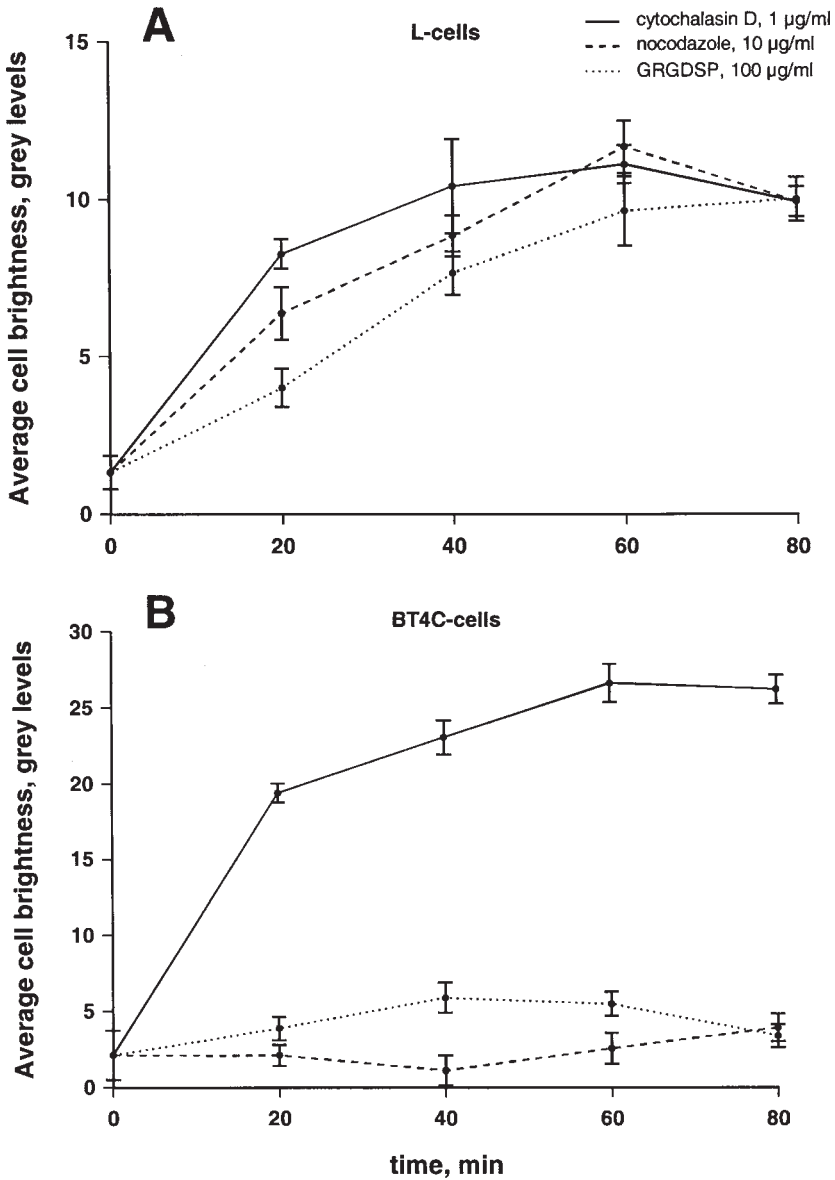 A
L-cells
cytochalasin D, 1 µg/ml
nocodazole, 10 µg/ml
GRGDSP, 100 µg/ml
Average cell brightness, grey levels
15
10
5
0
0 20 40 60 80
B
BT4C-cells
Average cell brightness, grey levels
30
25
20
15
10
5
0
0 20 40 60 80
time, min